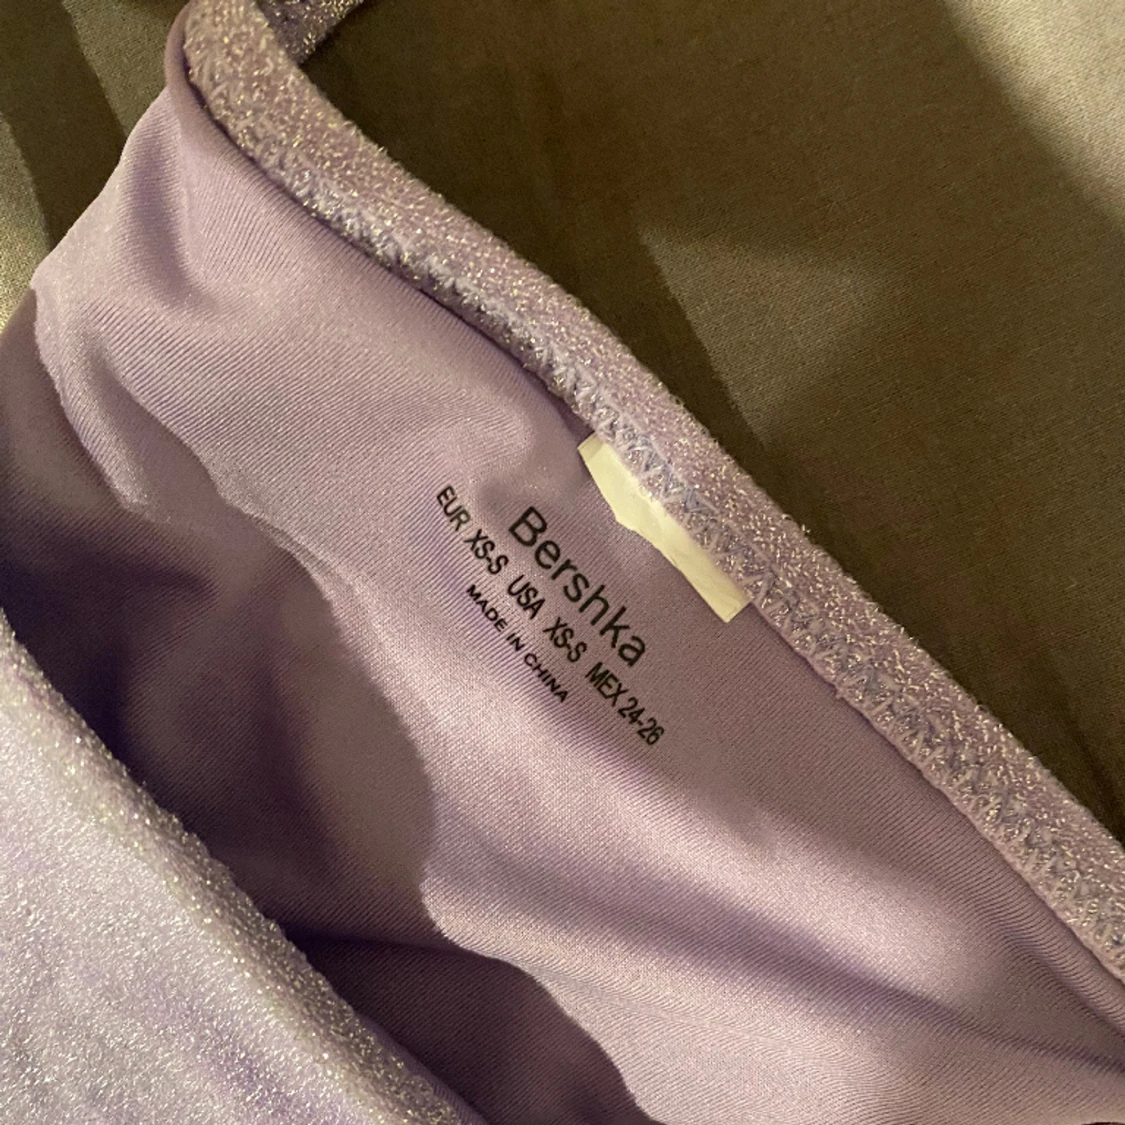 Bershka
EUR XS-S USA XS-S MEX 24-26
MADE IN CHINA